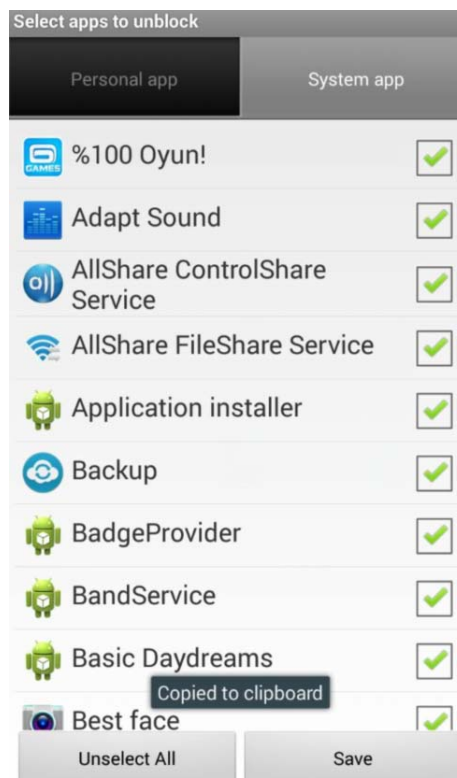 Select apps to unblock
Personal app
System app
%100 Oyun!
GAMES
Adapt Sound
AllShare ControlShare
Service
AllShare FileShare Service
Application installer
Backup
BadgeProvider
BandService
Basic Daydreams
Copied to clipboard
Best face
Unselect All
Save